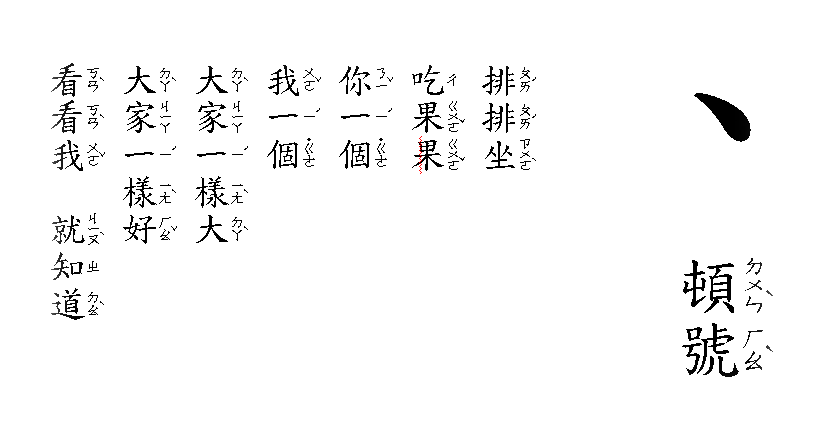 、
頓號
排排坐
吃果果
你一個
我一個
大家一樣大
大家一樣好
看看我 就知道